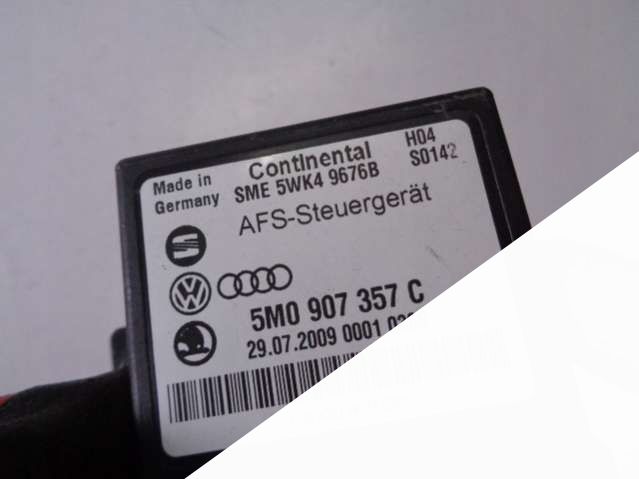 Made in
Germany
Continental
SME 5WK4 9676B
H04
S0142
AFS-Steuergerät
5M0 907 357 C
29.07.2009 0001